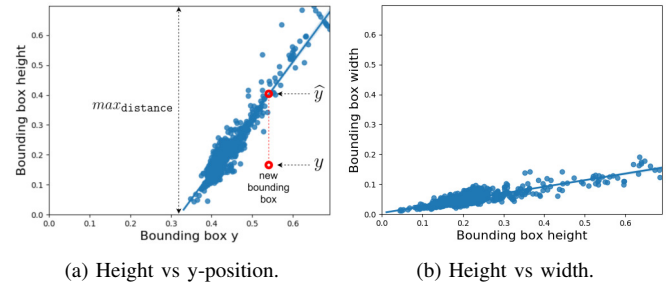 0.6
0.5
0.4
0.3
0.2
0.1
0.0
Bounding box height
max_distance
ŷ
y
new
bounding
box
0.0 0.1 0.2 0.3 0.4 0.5 0.6
Bounding box y
(a) Height vs y-position.
0.6
0.5
0.4
0.3
0.2
0.1
0.0
Bounding box width
0.0 0.1 0.2 0.3 0.4 0.5 0.6
Bounding box height
(b) Height vs width.